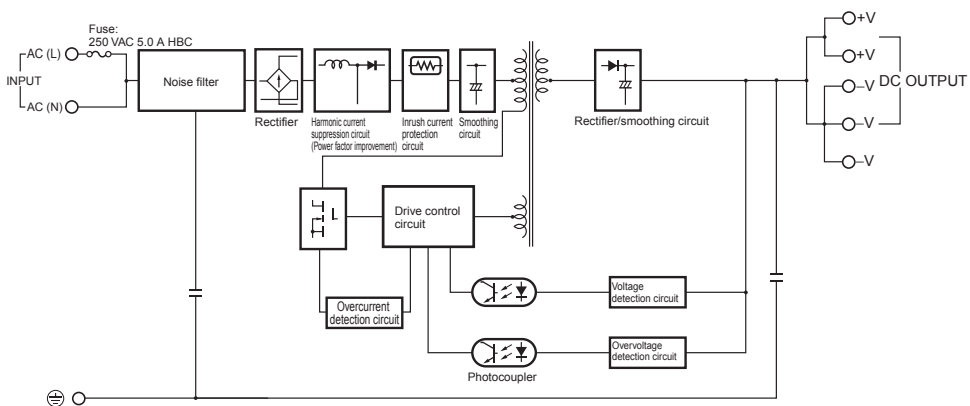 Fuse:
250 VAC 5.0 A HBC
AC (L)
INPUT
AC (N)
Noise filter
Rectifier
Harmonic current
suppression circuit
(Power factor improvement)
Inrush current
protection
circuit
Smoothing
circuit
Rectifier/smoothing circuit
+V
+V
–V
DC OUTPUT
–V
–V
Drive control
circuit
Overcurrent
detection circuit
Voltage
detection circuit
Overvoltage
detection circuit
Photocoupler